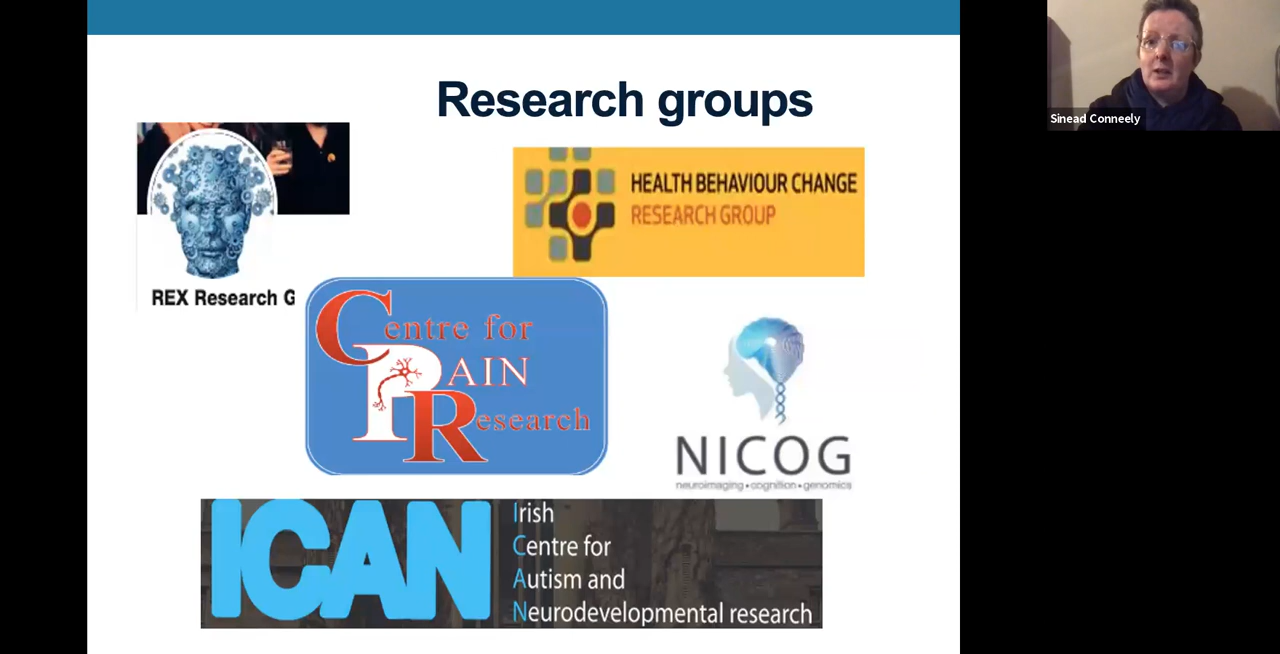 Research groups
Sinead Conneely
REX Research G
HEALTH BEHAVIOUR CHANGE
RESEARCH GROUP
Centre for
PAIN
Research
NICOG
neuroimaging • cognition • genomics
ICAN
Irish
Centre for
Autism and
Neurodevelopmental research